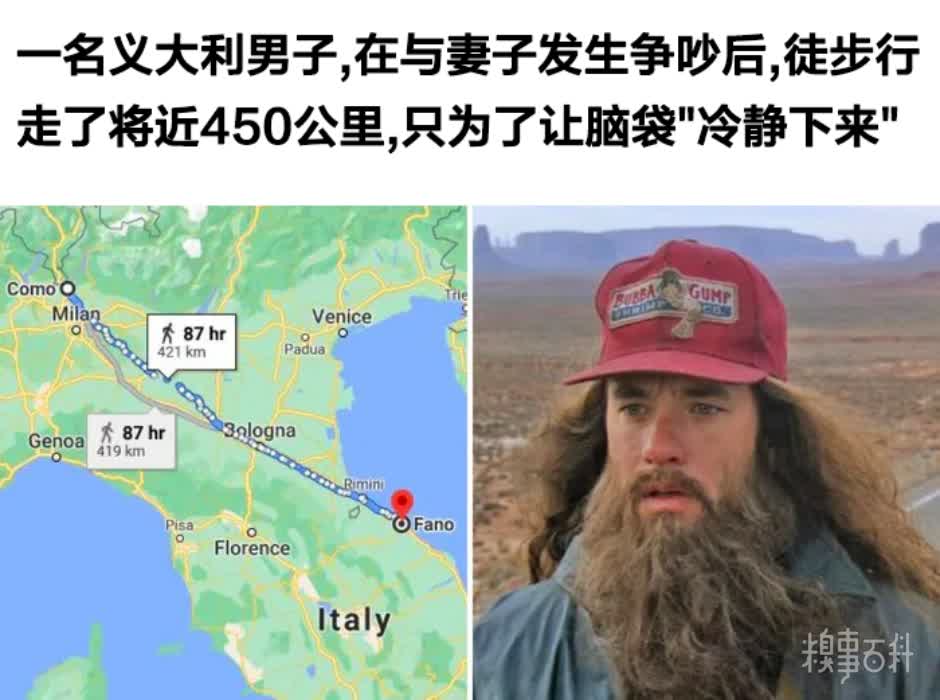 一名义大利男子,在与妻子发生争吵后,徒步行
走了将近450公里,只为了让脑袋"冷静下来"
Como
Milan
87 hr
421 km
Venice
Padua
Trie
Genoa
87 hr
419 km
Bologna
Rimini
Fano
Pisa
Florence
Italy
BUBBA GUMP
SHRIMP CO.
糗事百科